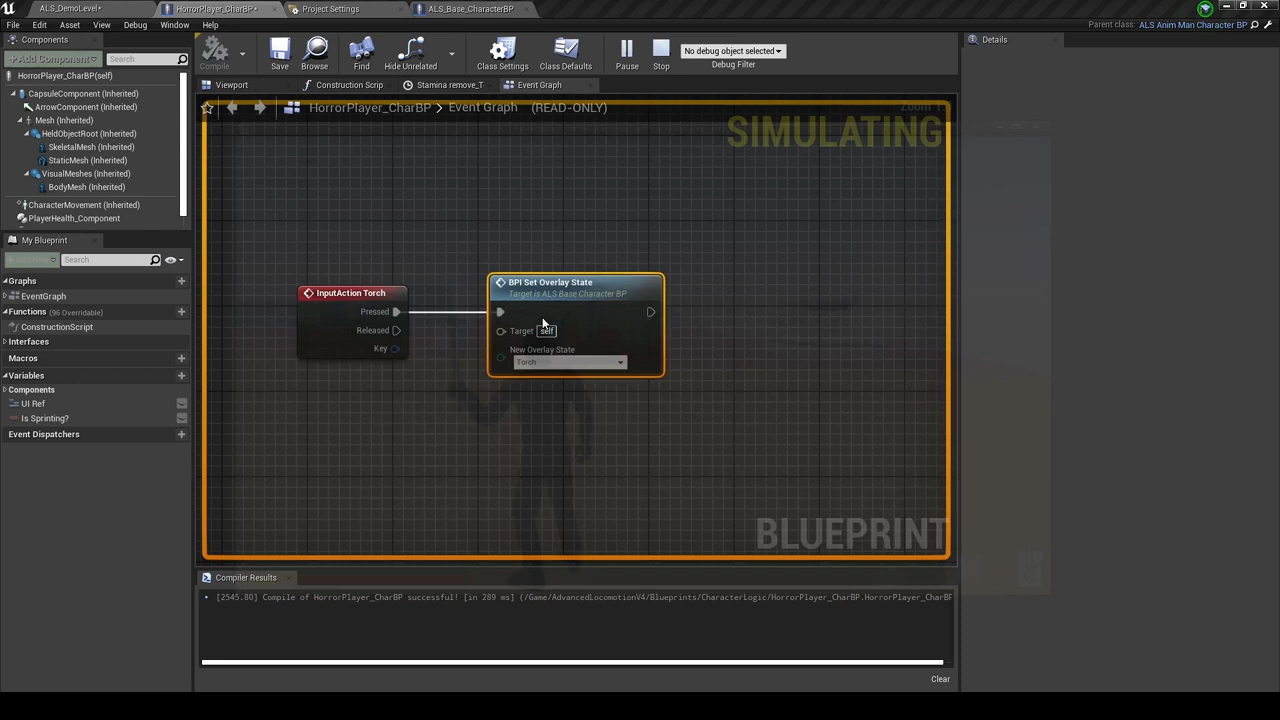 ALS_DemoLevel*
HorrorPlayer_CharBP*
Project Settings
ALS_Base_CharacterBP
File Edit Asset View Debug Window Help
Parent class: ALS Anim Man Character BP
Components
Add Component
Search
HorrorPlayer_CharBP(self)
CapsuleComponent (Inherited)
ArrowComponent (Inherited)
Mesh (Inherited)
HeldObjectRoot (Inherited)
SkeletalMesh (Inherited)
StaticMesh (Inherited)
VisualMeshes (Inherited)
BodyMesh (Inherited)
CharacterMovement (Inherited)
PlayerHealth_Component
My Blueprint
Search
Graphs
EventGraph
Functions (96 Overridable)
ConstructionScript
Interfaces
Macros
Variables
Components
UI Ref
Is Sprinting?
Event Dispatchers
Compile
Save
Browse
Find
Hide Unrelated
Class Settings
Class Defaults
Pause
Stop
No debug object selected
Debug Filter
Viewport
Construction Scrip
Stamina remove_T
Event Graph
HorrorPlayer_CharBP > Event Graph (READ-ONLY)
SIMULATING
InputAction Torch
Pressed
Released
Key
BPI Set Overlay State
Target is ALS Base Character BP
Target self
New Overlay State
Torch
BLUEPRINT
Compiler Results
[2545.80] Compile of HorrorPlayer_CharBP successful! [in 289 ms] (/Game/AdvancedLocomotionV4/Blueprints/CharacterLogic/HorrorPlayer_CharBP.HorrorPlayer_CharBP
Clear
Details